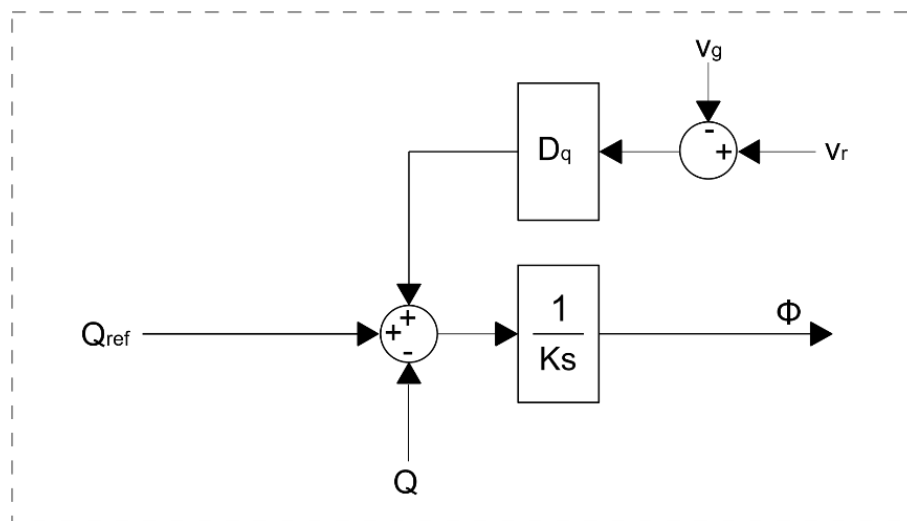 vg
-
+
vr
Dq
+
+
-
Qref
1
Ks
Φ
Q